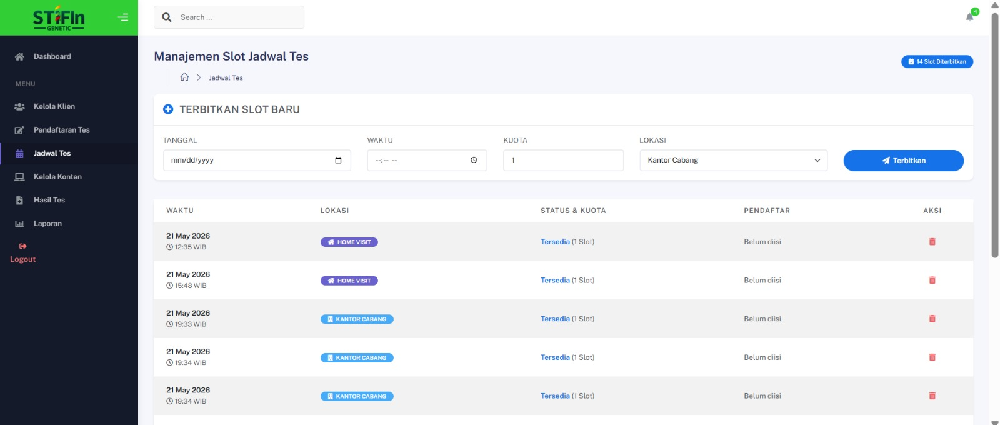 STIFIn
GENETIC
Search ...
4
Dashboard
MENU
Kelola Klien
Pendaftaran Tes
Jadwal Tes
Kelola Konten
Hasil Tes
Laporan
Logout
Manajemen Slot Jadwal Tes
14 Slot Diterbitkan
Jadwal Tes
TERBITKAN SLOT BARU
TANGGAL WAKTU KUOTA LOKASI
mm/dd/yyyy --:-- -- 1 Kantor Cabang Terbitkan
WAKTU LOKASI STATUS & KUOTA PENDAFTAR AKSI
21 May 2026
12:35 WIB HOME VISIT Tersedia (1 Slot) Belum diisi
21 May 2026
15:48 WIB HOME VISIT Tersedia (1 Slot) Belum diisi
21 May 2026
19:33 WIB KANTOR CABANG Tersedia (1 Slot) Belum diisi
21 May 2026
19:34 WIB KANTOR CABANG Tersedia (1 Slot) Belum diisi
21 May 2026
19:34 WIB KANTOR CABANG Tersedia (1 Slot) Belum diisi